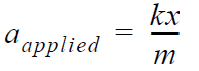 a_applied = kx/m